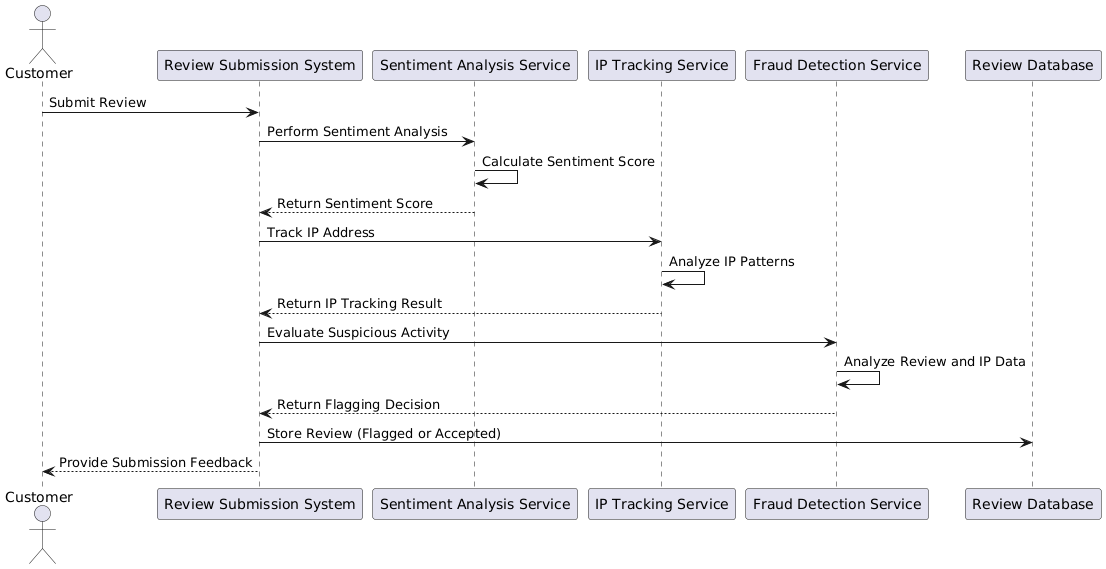 Customer
Review Submission System
Sentiment Analysis Service
IP Tracking Service
Fraud Detection Service
Review Database
Submit Review
Perform Sentiment Analysis
Calculate Sentiment Score
Return Sentiment Score
Track IP Address
Analyze IP Patterns
Return IP Tracking Result
Evaluate Suspicious Activity
Analyze Review and IP Data
Return Flagging Decision
Store Review (Flagged or Accepted)
Provide Submission Feedback
Customer
Review Submission System
Sentiment Analysis Service
IP Tracking Service
Fraud Detection Service
Review Database